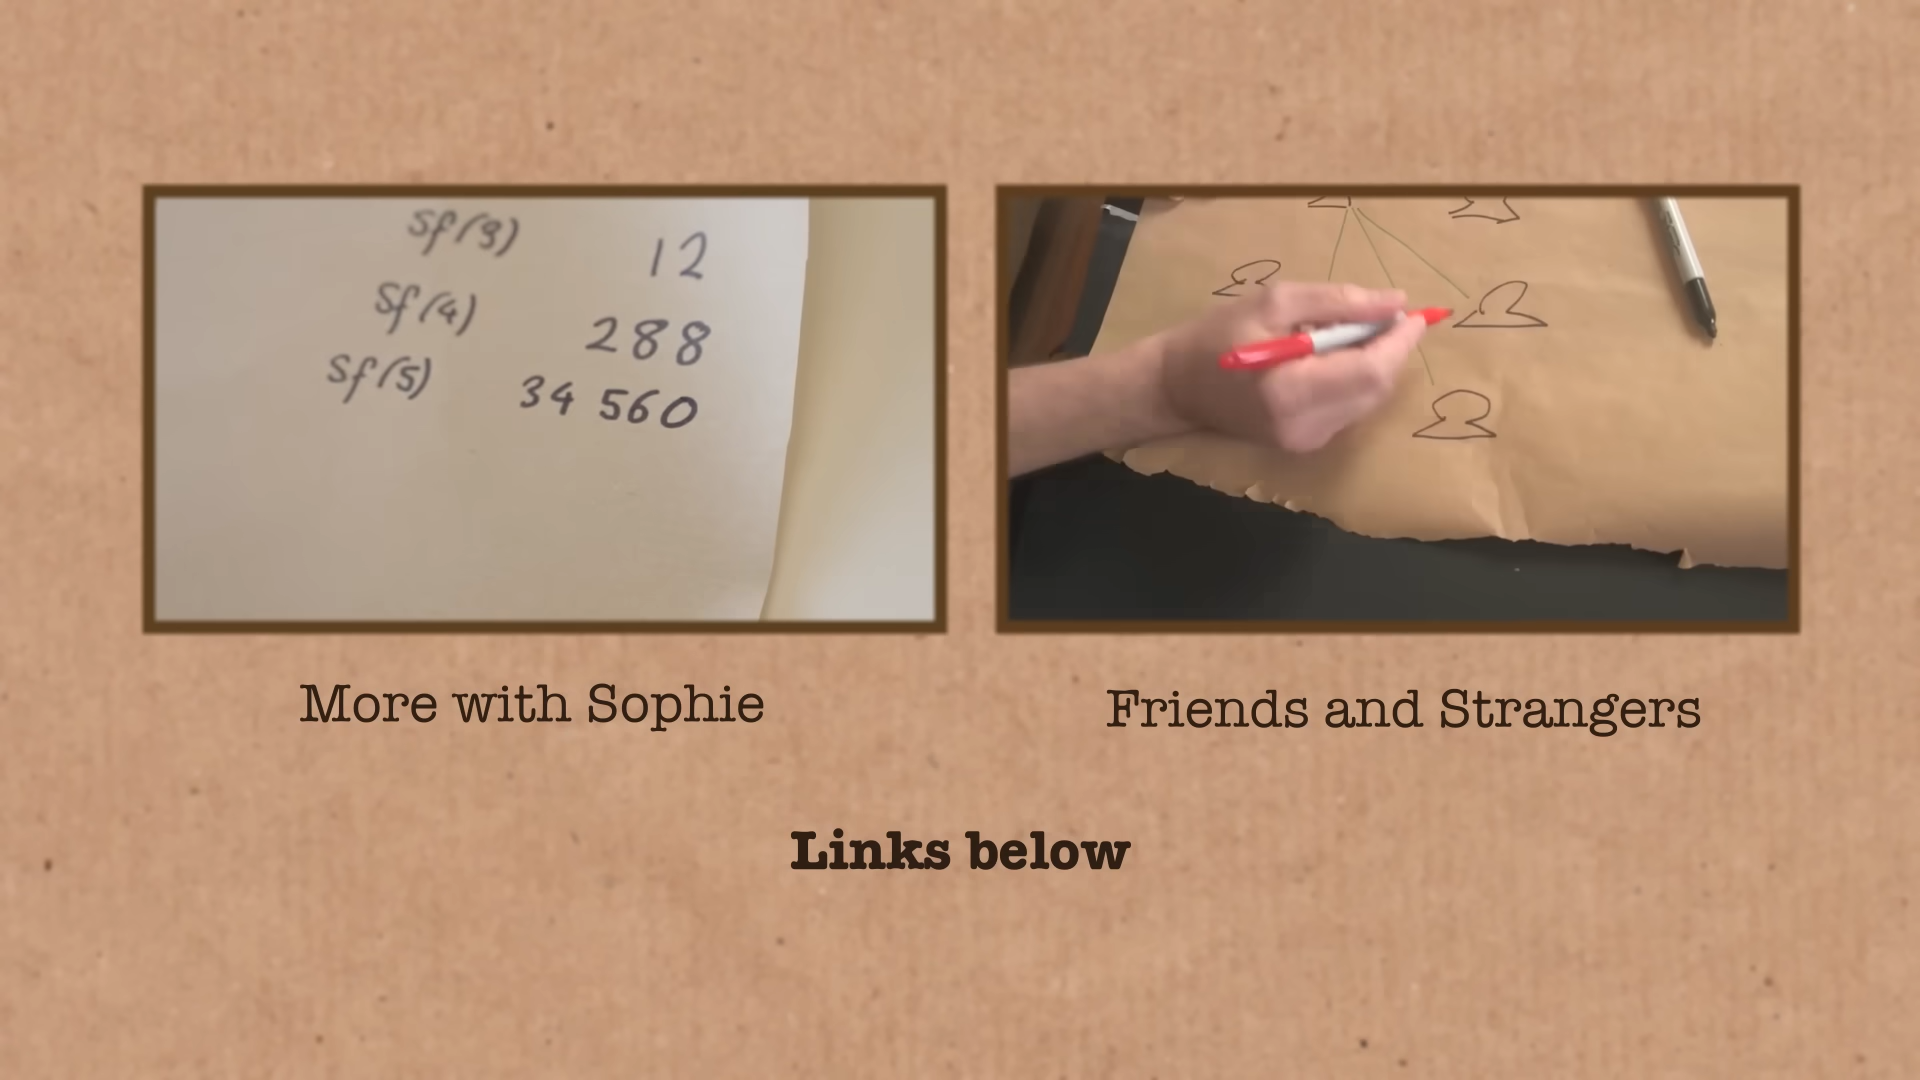 Sf(3) 12
Sf(4) 288
Sf(5) 34 560
More with Sophie
Friends and Strangers
Links below